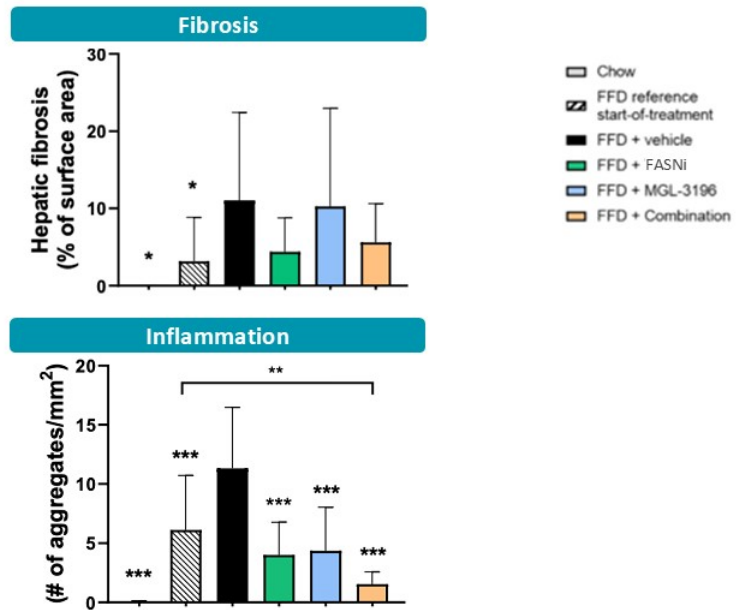 Fibrosis
Hepatic fibrosis
(% of surface area)
30
20
10
0
*
*
Chow
FFD reference
start-of-treatment
FFD + vehicle
FFD + FASNi
FFD + MGL-3196
FFD + Combination
Inflammation
(# of aggregates/mm²)
20
15
10
5
0
**
***
***
***
***
***